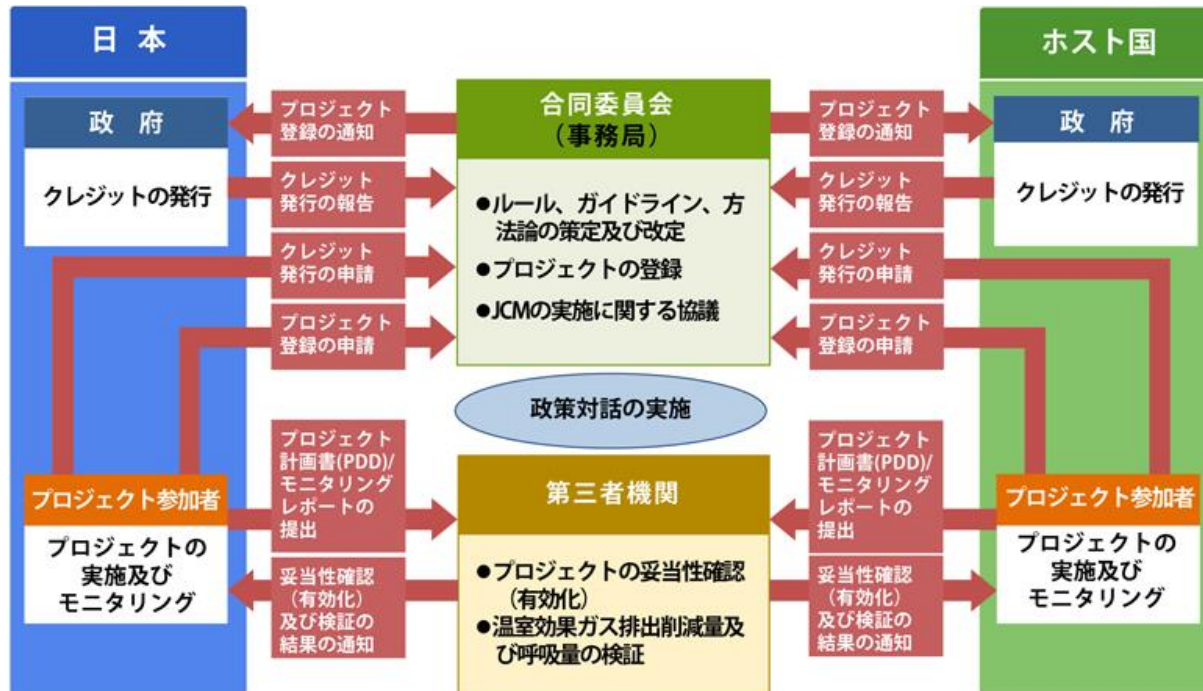 日 本
政 府
クレジットの発行
プロジェクト
登録の通知
クレジット
発行の報告
クレジット
発行の申請
プロジェクト
登録の申請
合同委員会
（事務局）
●ルール、ガイドライン、方
法論の策定及び改定
●プロジェクトの登録
●JCMの実施に関する協議
プロジェクト
登録の通知
クレジット
発行の報告
クレジット
発行の申請
プロジェクト
登録の申請
ホスト国
政 府
クレジットの発行
政策対話の実施
プロジェクト参加者
プロジェクトの
実施及び
モニタリング
プロジェクト
計画書(PDD)/
モニタリング
レポートの
提出
妥当性確認
（有効化）
及び検証の
結果の通知
第三者機関
●プロジェクトの妥当性確認
（有効化）
●温室効果ガス排出削減量及
び呼吸量の検証
プロジェクト
計画書(PDD)/
モニタリング
レポートの
提出
妥当性確認
（有効化）
及び検証の
結果の通知
プロジェクト参加者
プロジェクトの
実施及び
モニタリング